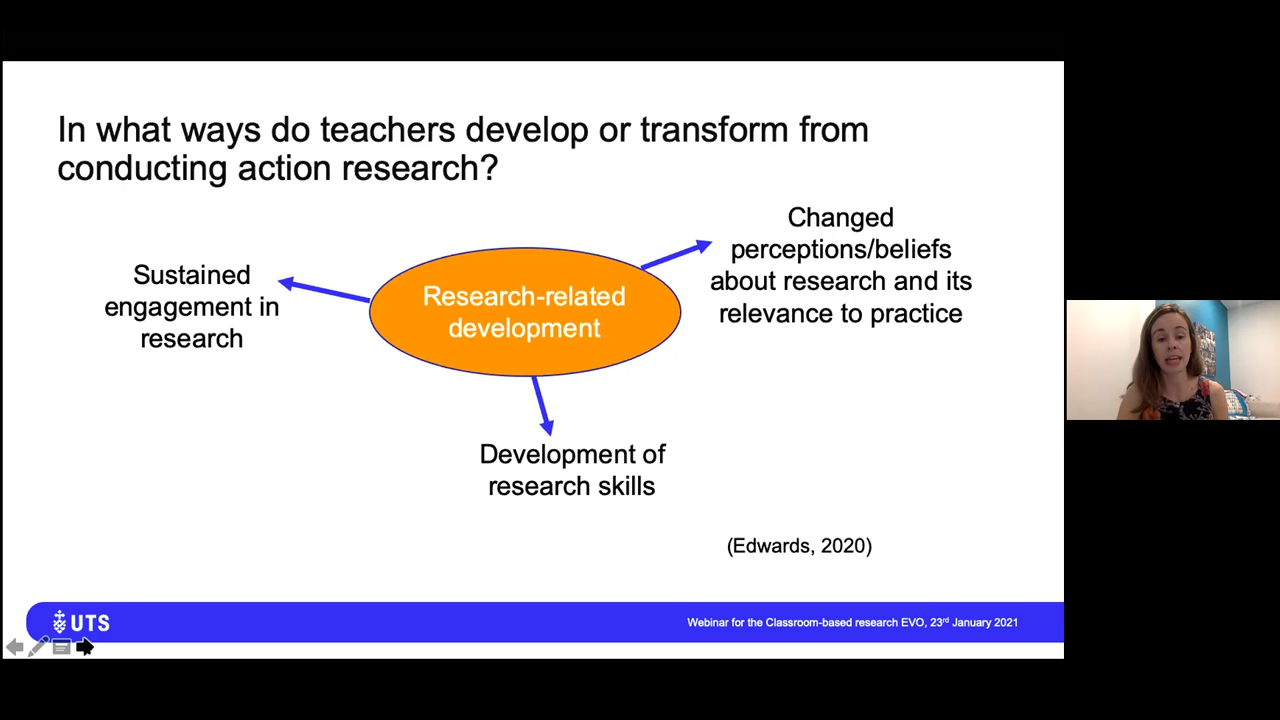 In what ways do teachers develop or transform from
conducting action research?
Changed
perceptions/beliefs
about research and its
relevance to practice
Sustained
engagement in
research
Research-related
development
Development of
research skills
(Edwards, 2020)
UTS
Webinar for the Classroom-based research EVO, 23rd January 2021